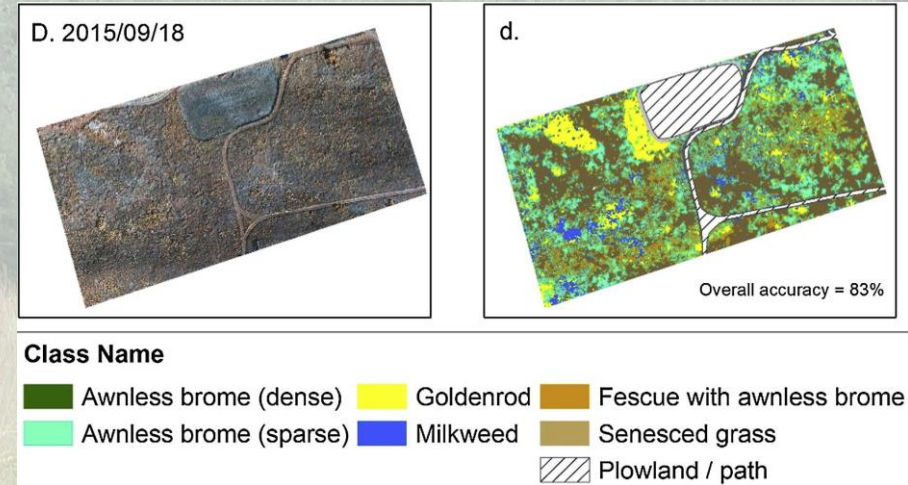 D. 2015/09/18
d.
Overall accuracy = 83%
Class Name
Awnless brome (dense)
Goldenrod
Fescue with awnless brome
Awnless brome (sparse)
Milkweed
Senesced grass
Plowland / path